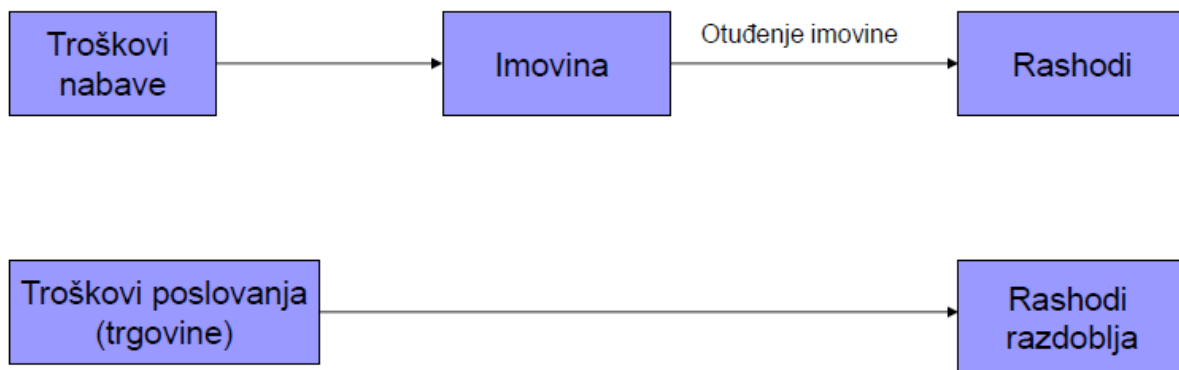 Troškovi
nabave
Imovina
Otuđenje imovine
Rashodi
Troškovi poslovanja
(trgovine)
Rashodi
razdoblja